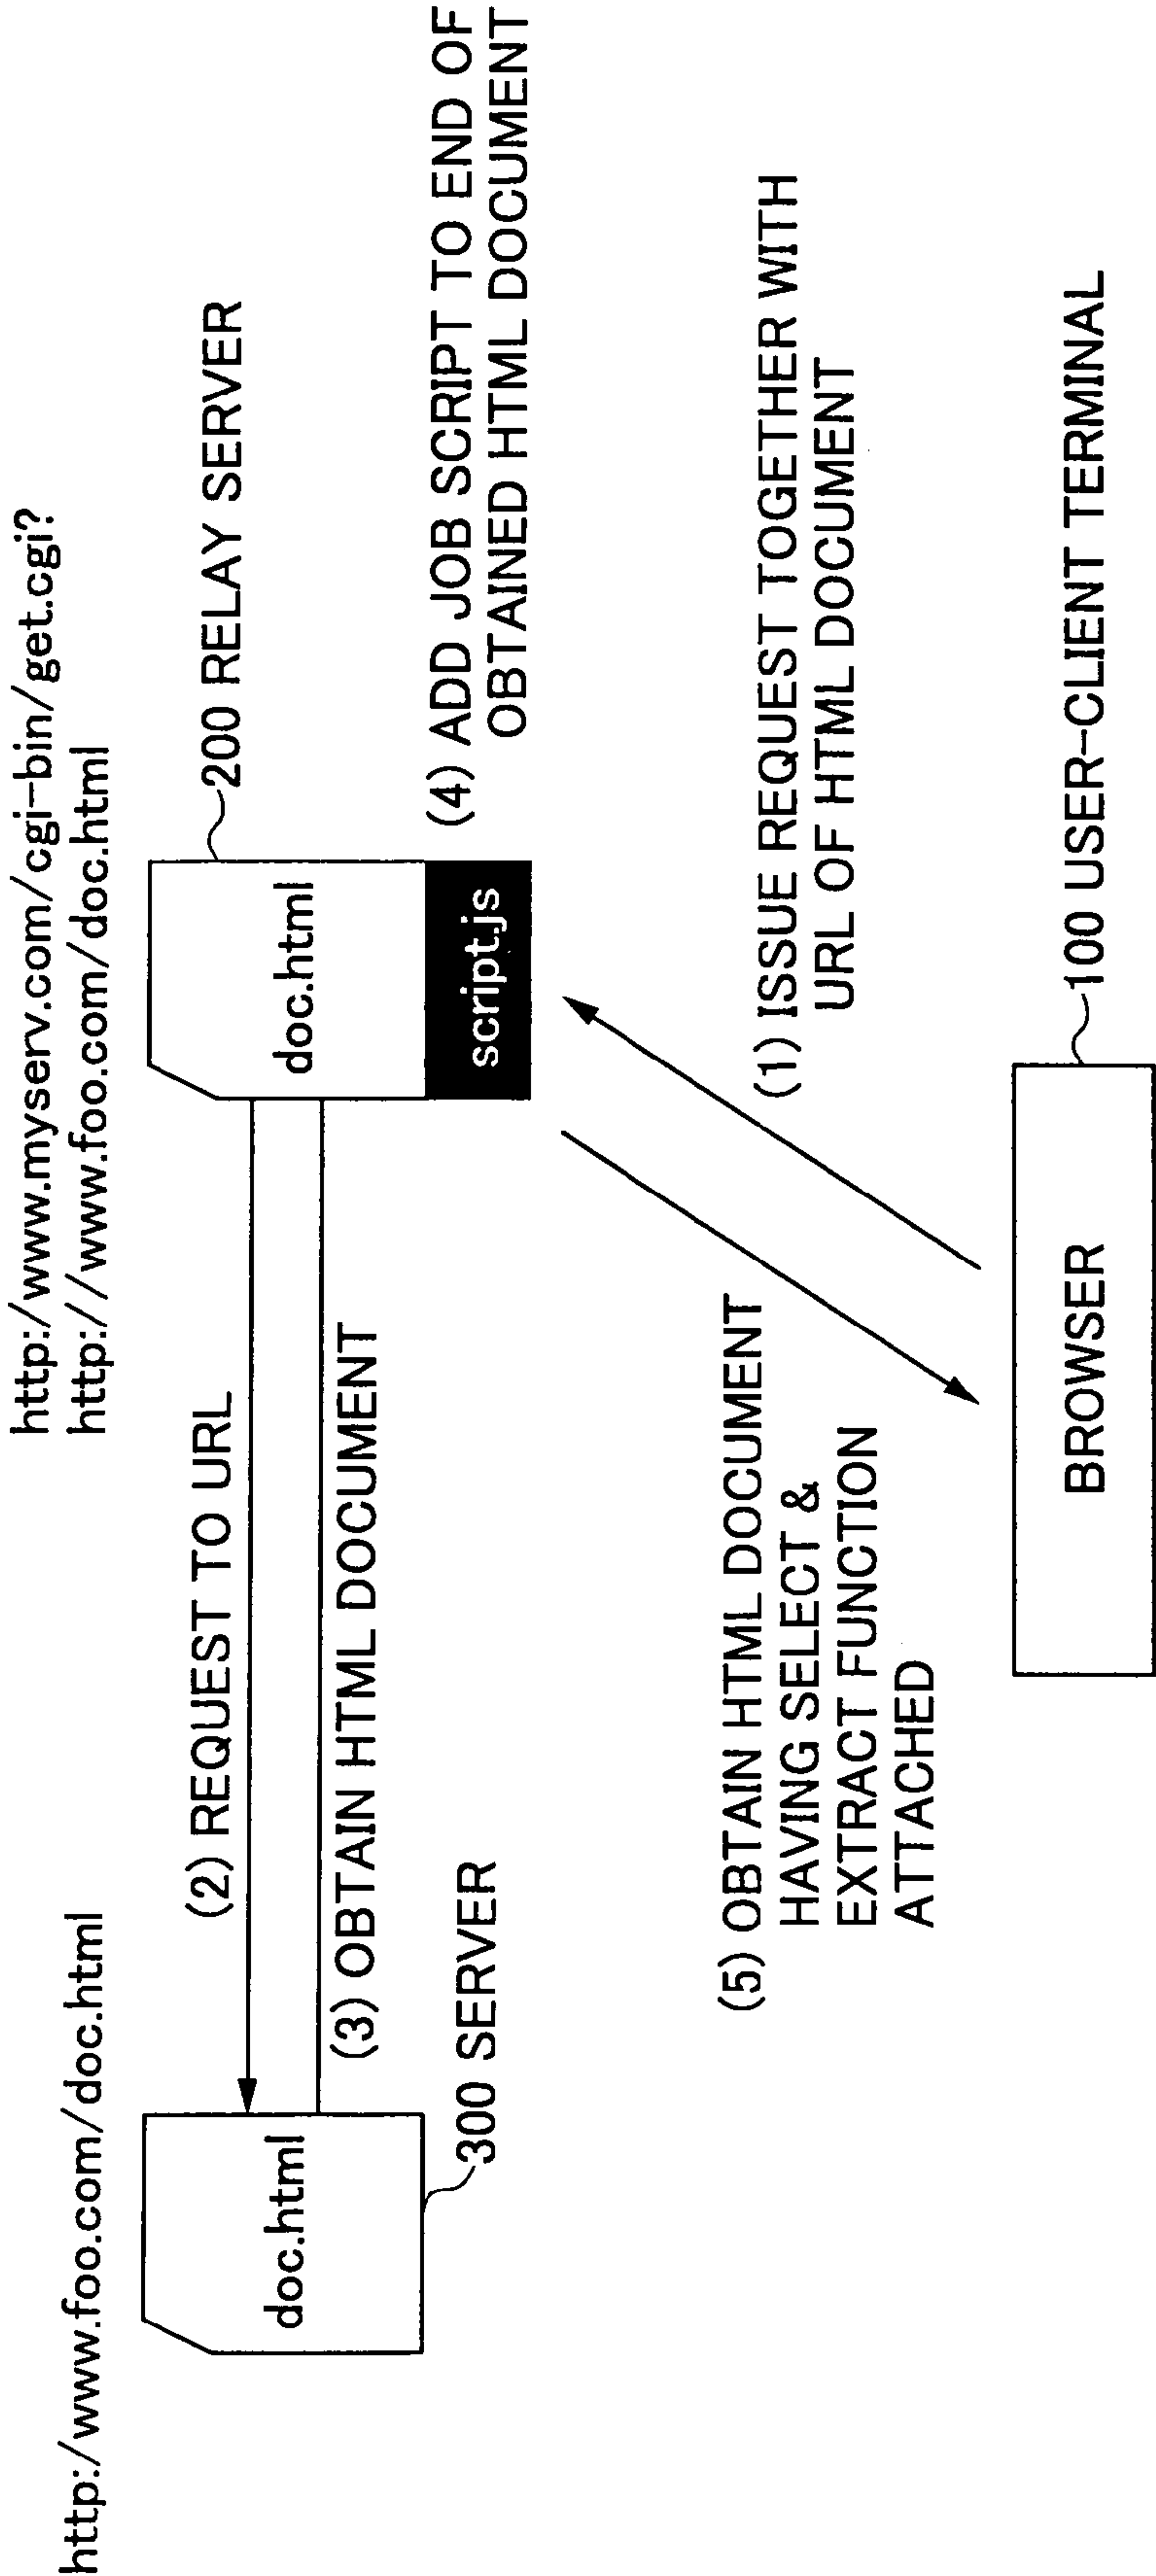 http:/www.foo.com/doc.html
http:/www.myserv.com/cgi-bin/get.cgi?
http://www.foo.com/doc.html
doc.html
300 SERVER
(2) REQUEST TO URL
(3) OBTAIN HTML DOCUMENT
doc.html
script.js
200 RELAY SERVER
(4) ADD JOB SCRIPT TO END OF
OBTAINED HTML DOCUMENT
(5) OBTAIN HTML DOCUMENT
HAVING SELECT &
EXTRACT FUNCTION
ATTACHED
(1) ISSUE REQUEST TOGETHER WITH
URL OF HTML DOCUMENT
BROWSER
100 USER-CLIENT TERMINAL